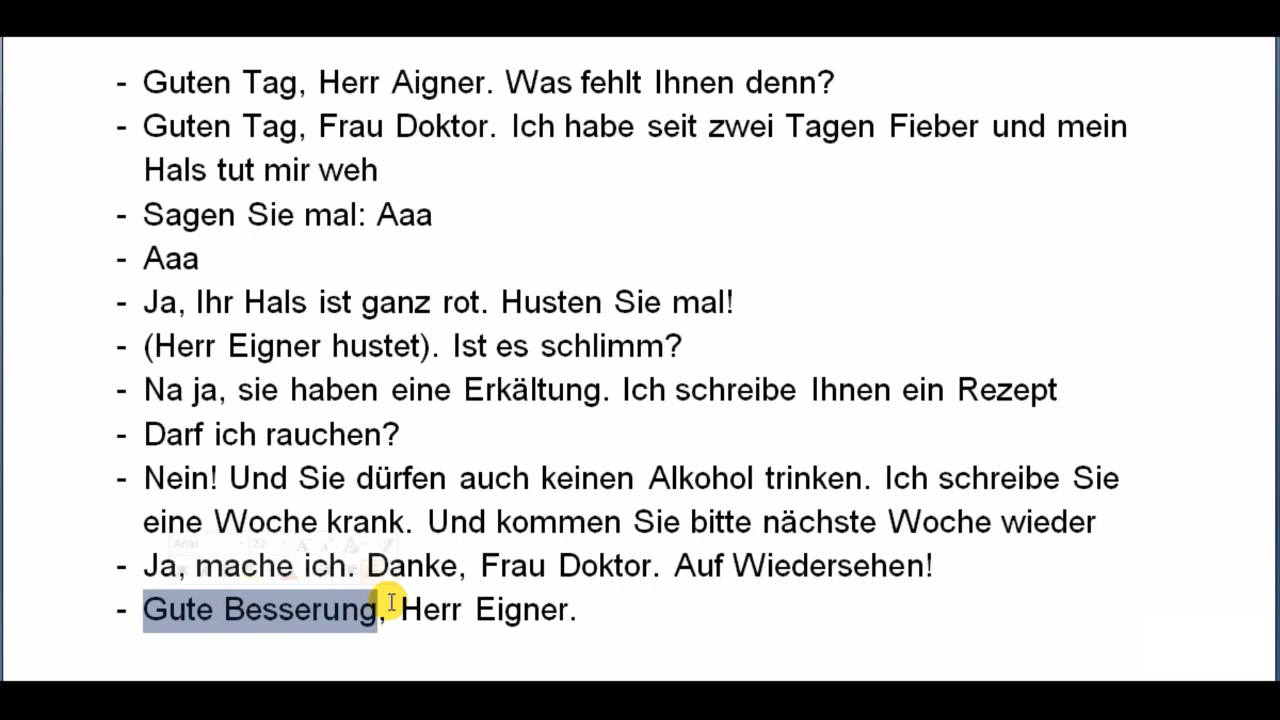 - Guten Tag, Herr Aigner. Was fehlt Ihnen denn?
- Guten Tag, Frau Doktor. Ich habe seit zwei Tagen Fieber und mein
Hals tut mir weh
- Sagen Sie mal: Aaa
- Aaa
- Ja, Ihr Hals ist ganz rot. Husten Sie mal!
- (Herr Eigner hustet). Ist es schlimm?
- Na ja, sie haben eine Erkältung. Ich schreibe Ihnen ein Rezept
- Darf ich rauchen?
- Nein! Und Sie dürfen auch keinen Alkohol trinken. Ich schreibe Sie
eine Woche krank. Und kommen Sie bitte nächste Woche wieder
Arial 22
- Ja, mache ich. Danke, Frau Doktor. Auf Wiedersehen!
- Gute Besserung, Herr Eigner.